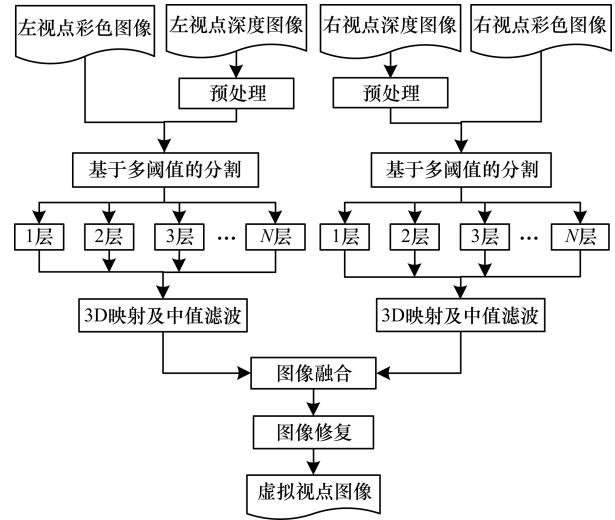 左视点彩色图像 左视点深度图像 右视点深度图像 右视点彩色图像
预处理 预处理
基于多阈值的分割 基于多阈值的分割
1层 2层 3层 … N层 1层 2层 3层 … N层
3D映射及中值滤波 3D映射及中值滤波
图像融合
图像修复
虚拟视点图像